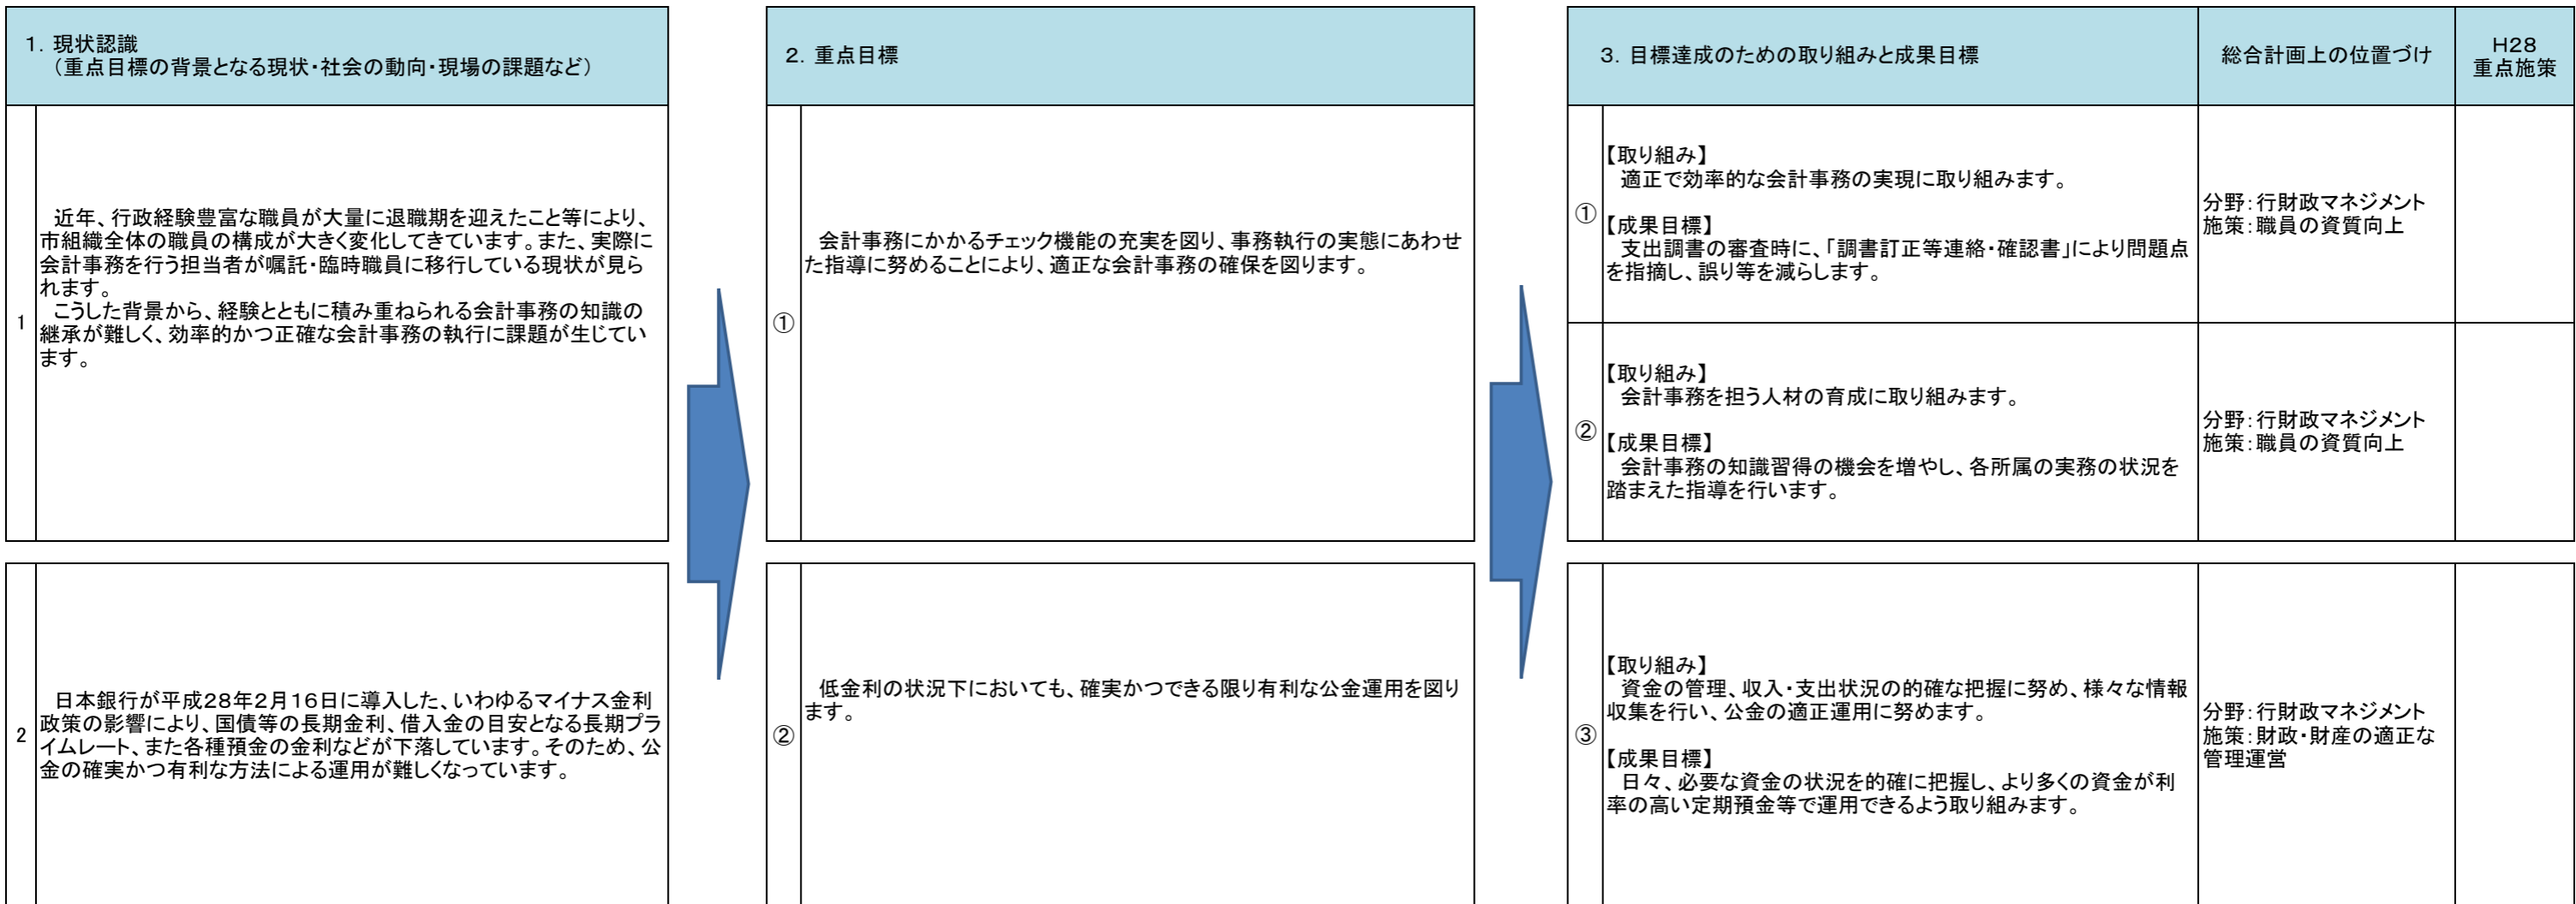 1．現状認識
（重点目標の背景となる現状・社会の動向・現場の課題など）
2．重点目標
3．目標達成のための取り組みと成果目標
総合計画上の位置づけ
H28
重点施策
1
近年、行政経験豊富な職員が大量に退職期を迎えたこと等により、
市組織全体の職員の構成が大きく変化してきています。また、実際に
会計事務を行う担当者が嘱託・臨時職員に移行している現状が見ら
れます。
こうした背景から、経験とともに積み重ねられる会計事務の知識の
継承が難しく、効率的かつ正確な会計事務の執行に課題が生じてい
ます。
①
会計事務にかかるチェック機能の充実を図り、事務執行の実態にあわせ
た指導に努めることにより、適正な会計事務の確保を図ります。
①
【取り組み】
適正で効率的な会計事務の実現に取り組みます。
【成果目標】
支出調書の審査時に、「調書訂正等連絡・確認書」により問題点
を指摘し、誤り等を減らします。
分野：行財政マネジメント
施策：職員の資質向上
②
【取り組み】
会計事務を担う人材の育成に取り組みます。
【成果目標】
会計事務の知識習得の機会を増やし、各所属の実務の状況を
踏まえた指導を行います。
分野：行財政マネジメント
施策：職員の資質向上
2
日本銀行が平成28年2月16日に導入した、いわゆるマイナス金利
政策の影響により、国債等の長期金利、借入金の目安となる長期プラ
イムレート、また各種預金の金利などが下落しています。そのため、公
金の確実かつ有利な方法による運用が難しくなっています。
②
低金利の状況下においても、確実かつできる限り有利な公金運用を図り
ます。
③
【取り組み】
資金の管理、収入・支出状況の的確な把握に努め、様々な情報
収集を行い、公金の適正運用に努めます。
【成果目標】
日々、必要な資金の状況を的確に把握し、より多くの資金が利
率の高い定期預金等で運用できるよう取り組みます。
分野：行財政マネジメント
施策：財政・財産の適正な
管理運営